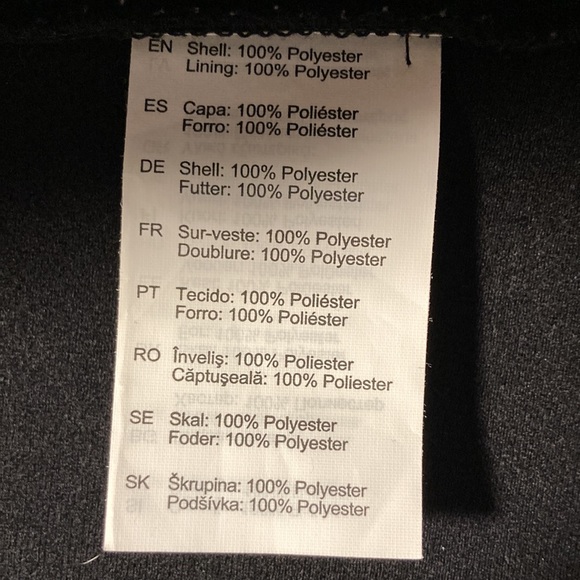 EN Shell: 100% Polyester
Lining: 100% Polyester
ES Capa: 100% Poliéster
Forro: 100% Poliéster
DE Shell: 100% Polyester
Futter: 100% Polyester
FR Sur-veste: 100% Polyester
Doublure: 100% Polyester
PT Tecido: 100% Poliéster
Forro: 100% Poliéster
RO Înveliş: 100% Poliester
Căptuşeală: 100% Poliester
SE Skal: 100% Polyester
Foder: 100% Polyester
SK Škrupina: 100% Polyester
Podšívka: 100% Polyester